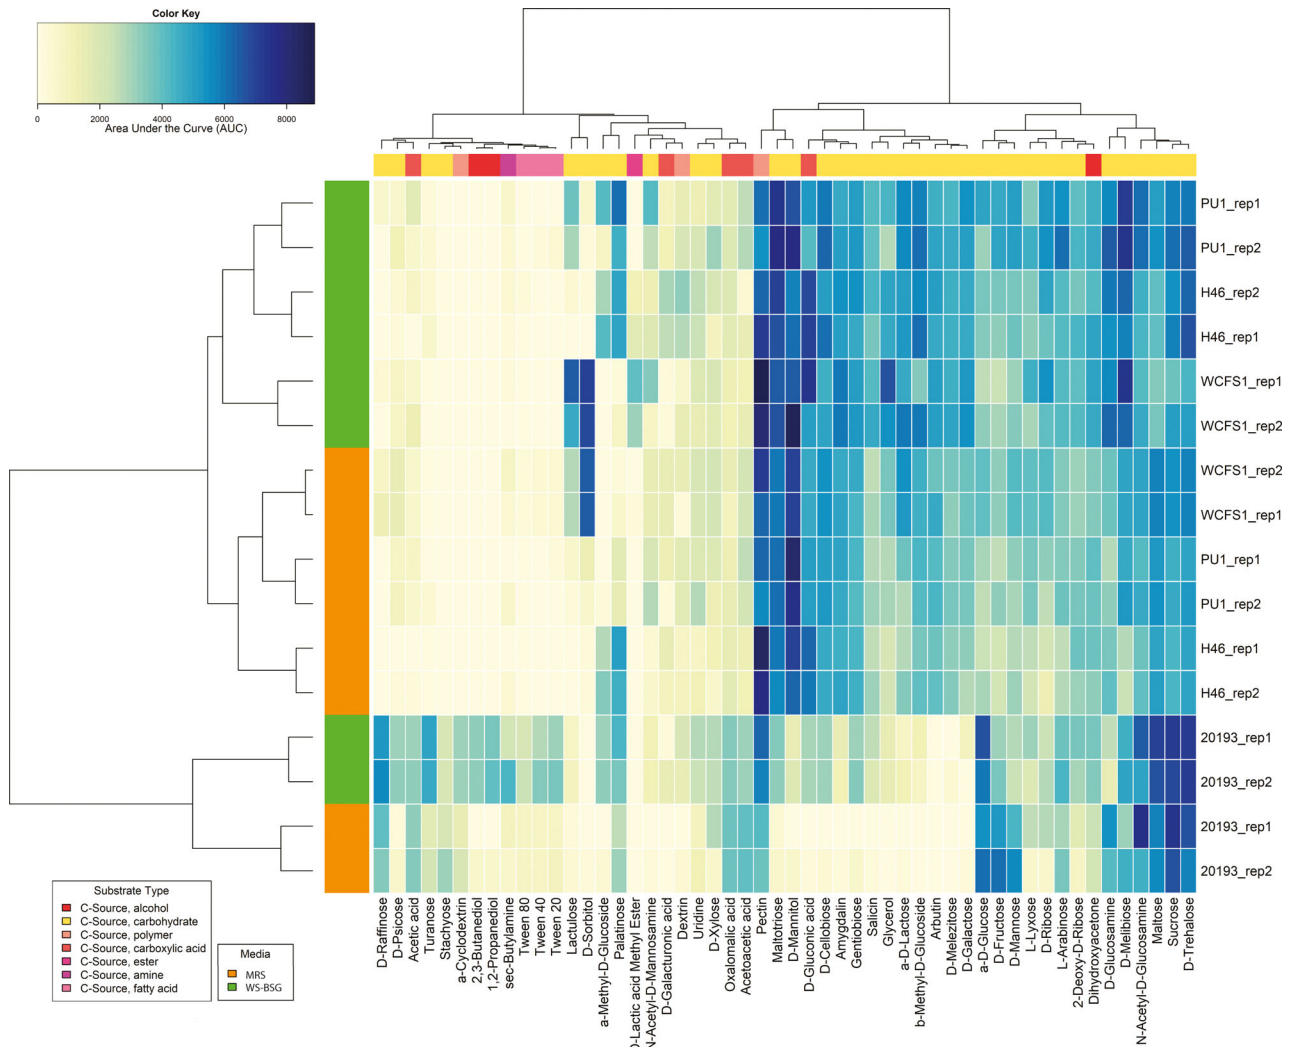 Color Key
0 2000 4000 6000 8000
Area Under the Curve (AUC)
PU1_rep1
PU1_rep2
H46_rep2
H46_rep1
WCFS1_rep1
WCFS1_rep2
WCFS1_rep2
WCFS1_rep1
PU1_rep1
PU1_rep2
H46_rep1
H46_rep2
20193_rep1
20193_rep2
20193_rep1
20193_rep2
Substrate Type
C-Source, alcohol
C-Source, carbohydrate
C-Source, polymer
C-Source, carboxylic acid
C-Source, ester
C-Source, amine
C-Source, fatty acid
Media
MRS
WS-BSG
D-Raffinose
D-Psicose
Acetic acid
Turanose
Stachyose
a-Cyclodextrin
2,3-Butanediol
1,2-Propanediol
sec-Butylamine
Tween 80
Tween 40
Tween 20
Lactulose
D-Sorbitol
a-Methyl-D-Glucoside
Palatinose
D-Lactic acid Methyl Ester
N-Acetyl-D-Mannosamine
D-Galacturonic acid
Dextrin
Uridine
D-Xylose
Oxalomalic acid
Acetoacetic acid
Pectin
Maltotriose
D-Mannitol
D-Gluconic acid
D-Cellobiose
Amygdalin
Gentiobiose
Salicin
Glycerol
a-D-Lactose
b-Methyl-D-Glucoside
Arbutin
D-Melezitose
D-Galactose
a-D-Glucose
D-Fructose
D-Mannose
L-Lyxose
D-Ribose
L-Arabinose
2-Deoxy-D-Ribose
Dihydroxyacetone
D-Glucosamine
D-Melibiose
N-Acetyl-D-Glucosamine
Maltose
Sucrose
D-Trehalose